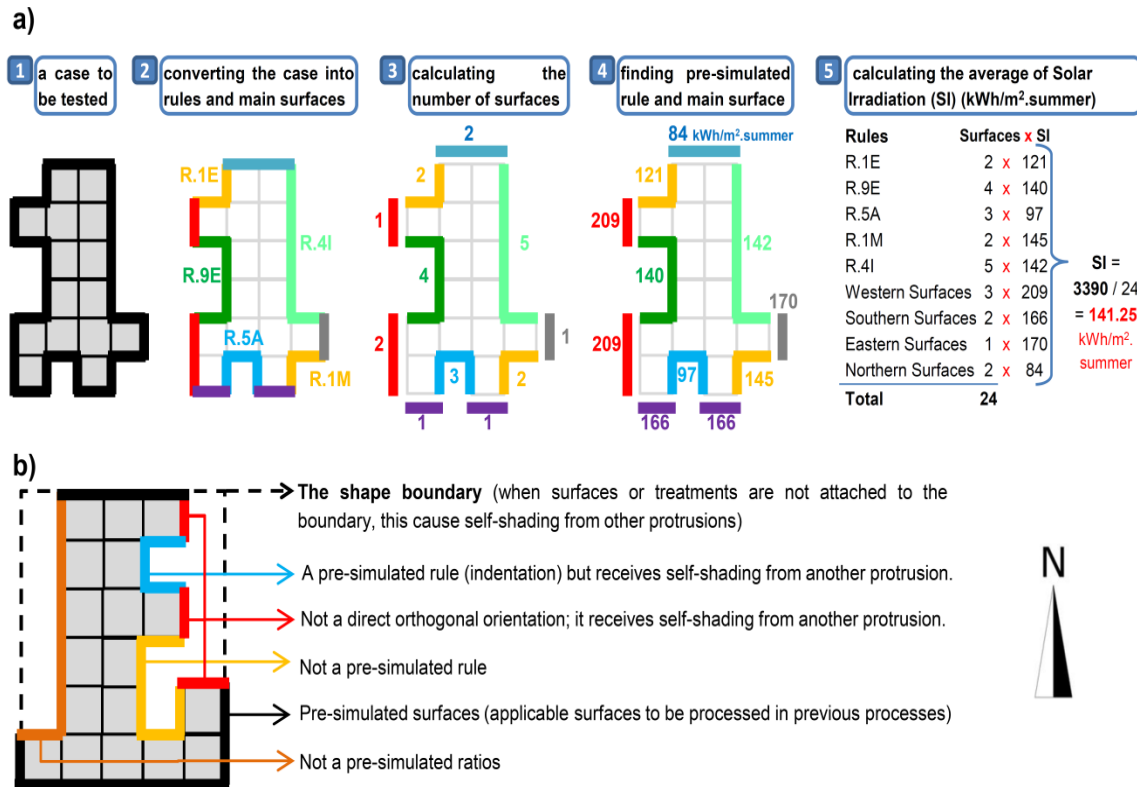 a)
1 a case to be tested
2 converting the case into rules and main surfaces
3 calculating the number of surfaces
4 finding pre-simulated rule and main surface
5 calculating the average of Solar Irradiation (SI) (kWh/m².summer)
R.1E
R.4I
R.9E
R.5A
R.1M
2
2
1
5
4
2
1
3
2
1
1
84 kWh/m².summer
121
209
142
140
170
209
97
145
166
166
Rules Surfaces x SI
R.1E 2 x 121
R.9E 4 x 140
R.5A 3 x 97
R.1M 2 x 145
R.4I 5 x 142
Western Surfaces 3 x 209
Southern Surfaces 2 x 166
Eastern Surfaces 1 x 170
Northern Surfaces 2 x 84
Total 24
SI =
3390 / 24
= 141.25
kWh/m².
summer
b)
The shape boundary (when surfaces or treatments are not attached to the
boundary, this cause self-shading from other protrusions)
A pre-simulated rule (indentation) but receives self-shading from another protrusion.
Not a direct orthogonal orientation; it receives self-shading from another protrusion.
Not a pre-simulated rule
Pre-simulated surfaces (applicable surfaces to be processed in previous processes)
Not a pre-simulated ratios
N